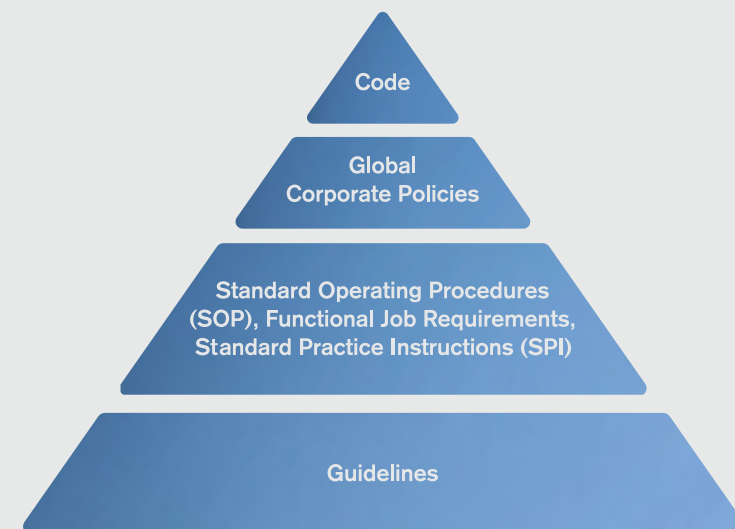 Code
Global
Corporate Policies
Standard Operating Procedures
(SOP), Functional Job Requirements,
Standard Practice Instructions (SPI)
Guidelines